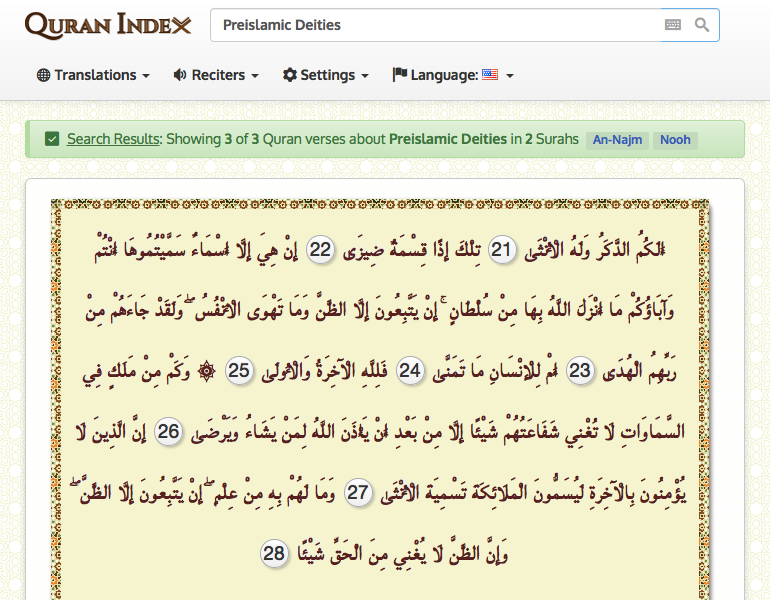 QURAN INDEX
Preislamic Deities
Translations Reciters Settings Language:
Search Results: Showing 3 of 3 Quran verses about Preislamic Deities in 2 Surahs An-Najm Nooh
أَلَكُمُ الذَّكَرُ وَلَهُ الْأُنْثَى 21 تِلْكَ إِذًا قِسْمَةٌ ضِيزَى 22 إِنْ هِيَ إِلَّا أَسْمَاءٌ سَمَّيْتُمُوهَا أَنْتُمْ
وَآبَاؤُكُمْ مَا أَنْزَلَ اللَّهُ بِهَا مِنْ سُلْطَانٍ ۚ إِنْ يَتَّبِعُونَ إِلَّا الظَّنَّ وَمَا تَهْوَى الْأَنْفُسُ ۖ وَلَقَدْ جَاءَهُمْ مِنْ
رَبِّهِمُ الْهُدَى 23 أَمْ لِلْإِنْسَانِ مَا تَمَنَّى 24 فَلِلَّهِ الْآخِرَةُ وَالْأُولَى 25 ۞ وَكَمْ مِنْ مَلَكٍ فِي
السَّمَاوَاتِ لَا تُغْنِي شَفَاعَتُهُمْ شَيْئًا إِلَّا مِنْ بَعْدِ أَنْ يَأْذَنَ اللَّهُ لِمَنْ يَشَاءُ وَيَرْضَى 26 إِنَّ الَّذِينَ لَا
يُؤْمِنُونَ بِالْآخِرَةِ لَيُسَمُّونَ الْمَلَائِكَةَ تَسْمِيَةَ الْأُنْثَى 27 وَمَا لَهُمْ بِهِ مِنْ عِلْمٍ ۖ إِنْ يَتَّبِعُونَ إِلَّا الظَّنَّ ۖ
وَإِنَّ الظَّنَّ لَا يُغْنِي مِنَ الْحَقِّ شَيْئًا 28